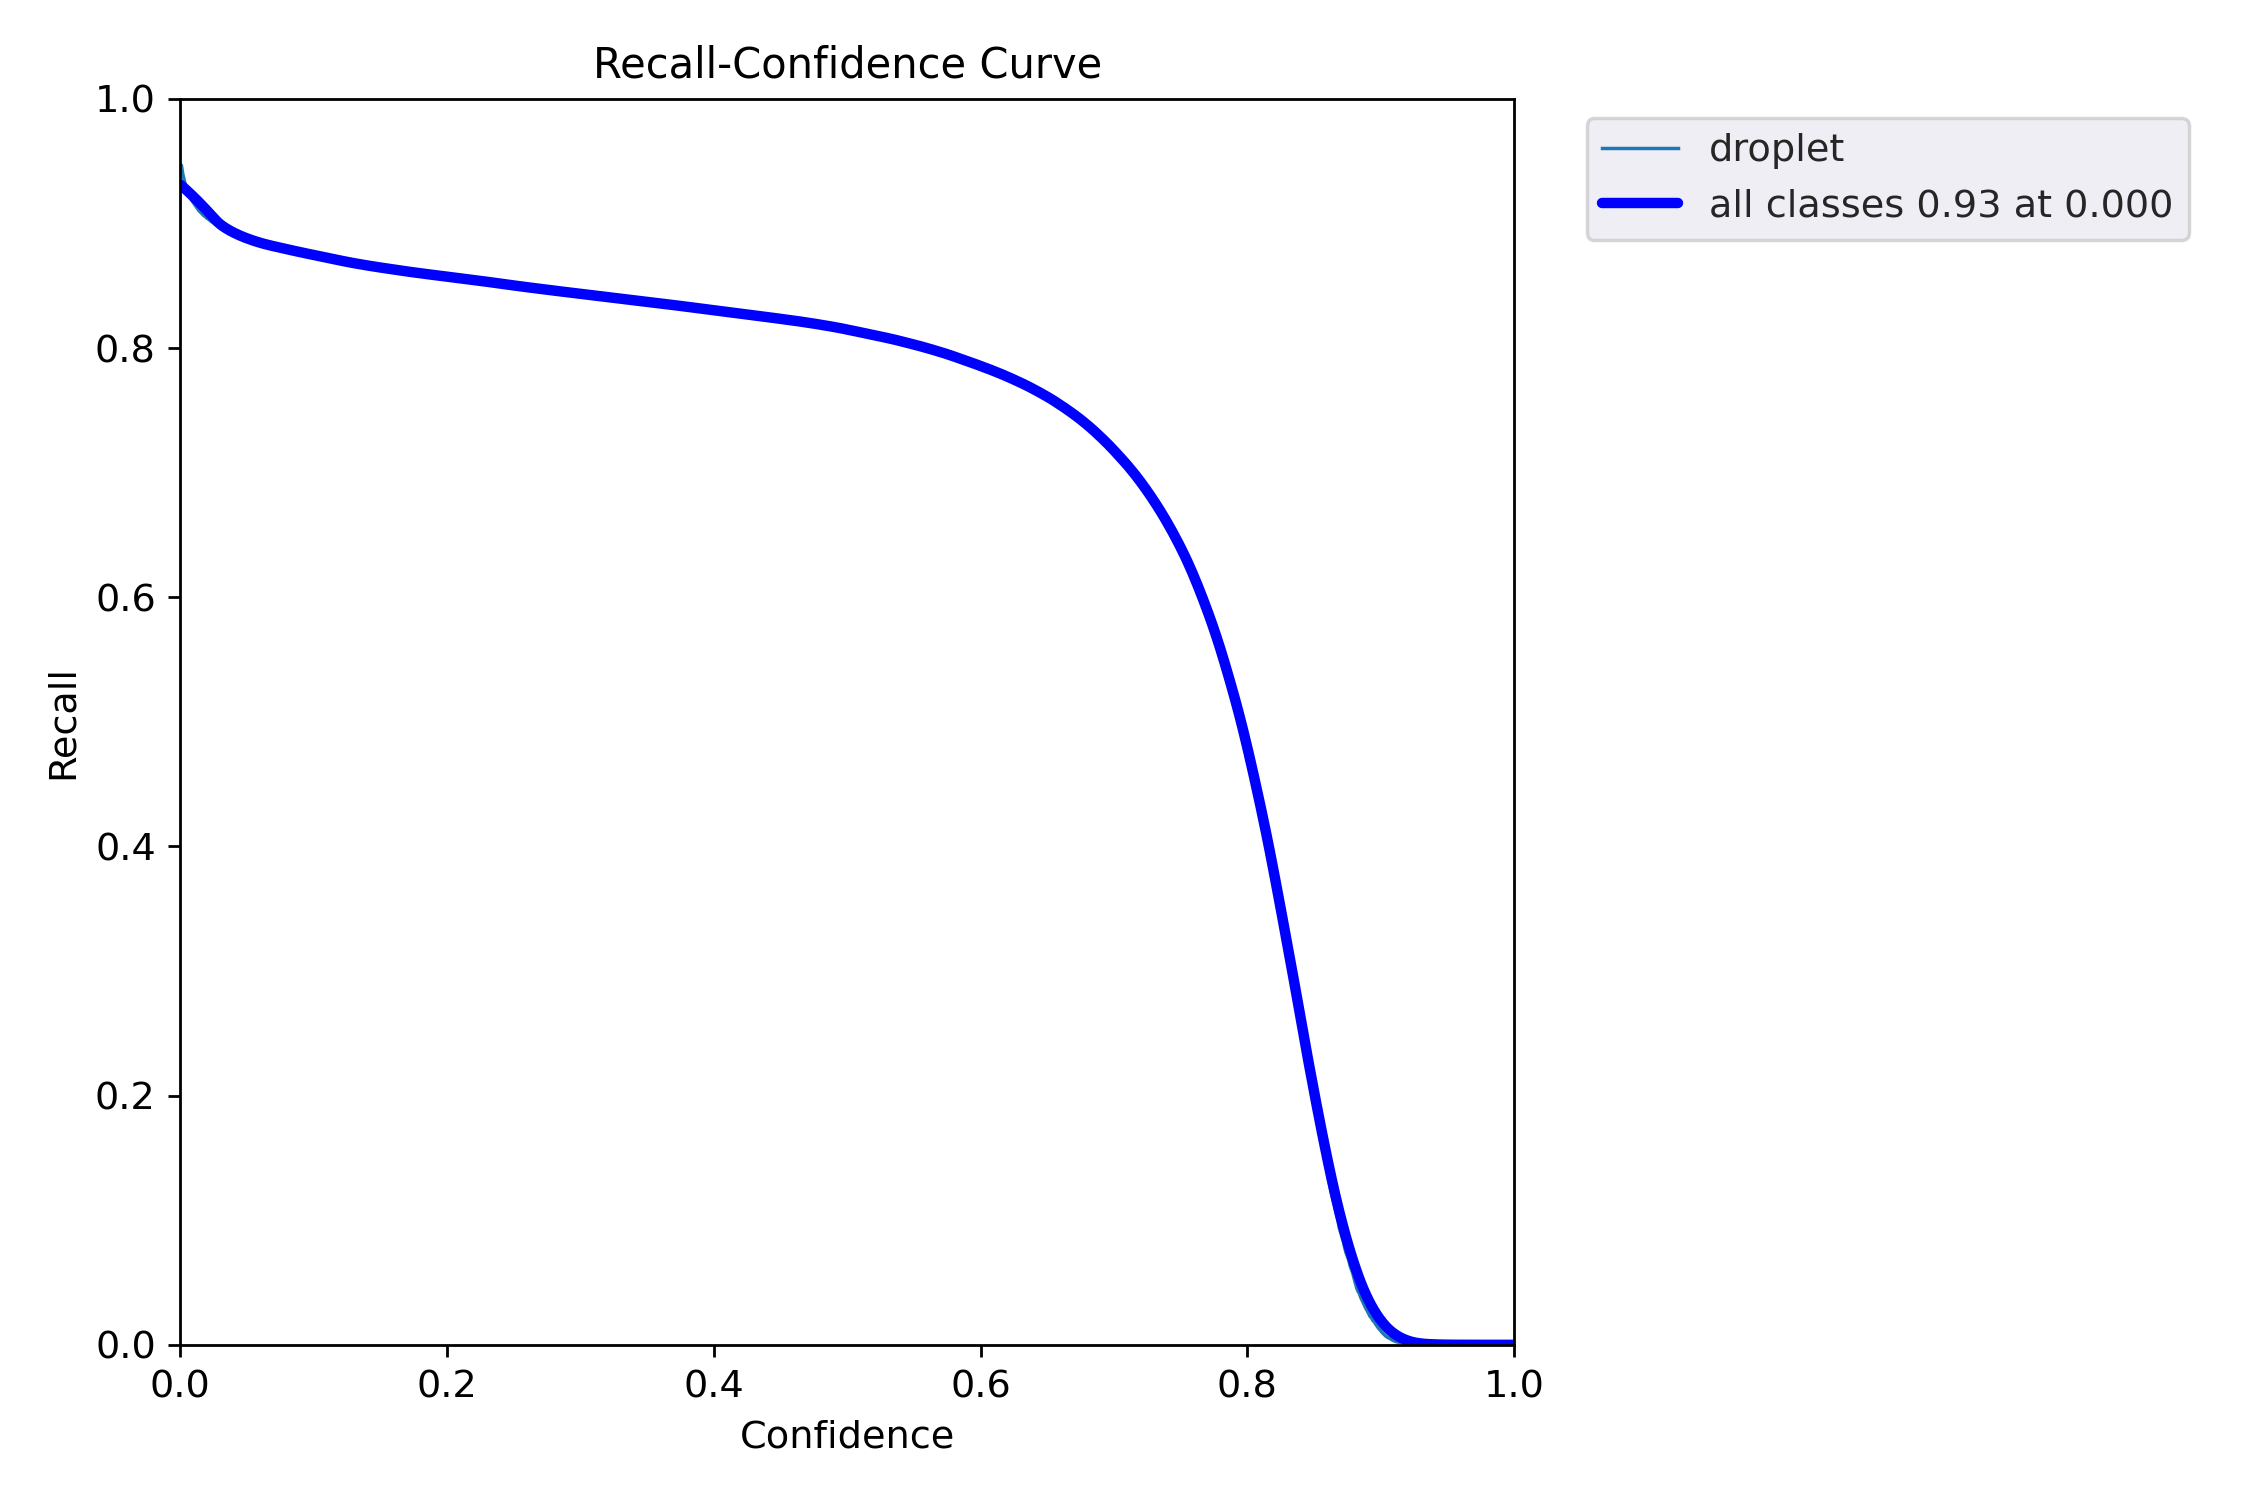 Recall-Confidence Curve
1.0
0.8
0.6
0.4
0.2
0.0
Recall
0.0 0.2 0.4 0.6 0.8 1.0
Confidence
droplet
all classes 0.93 at 0.000